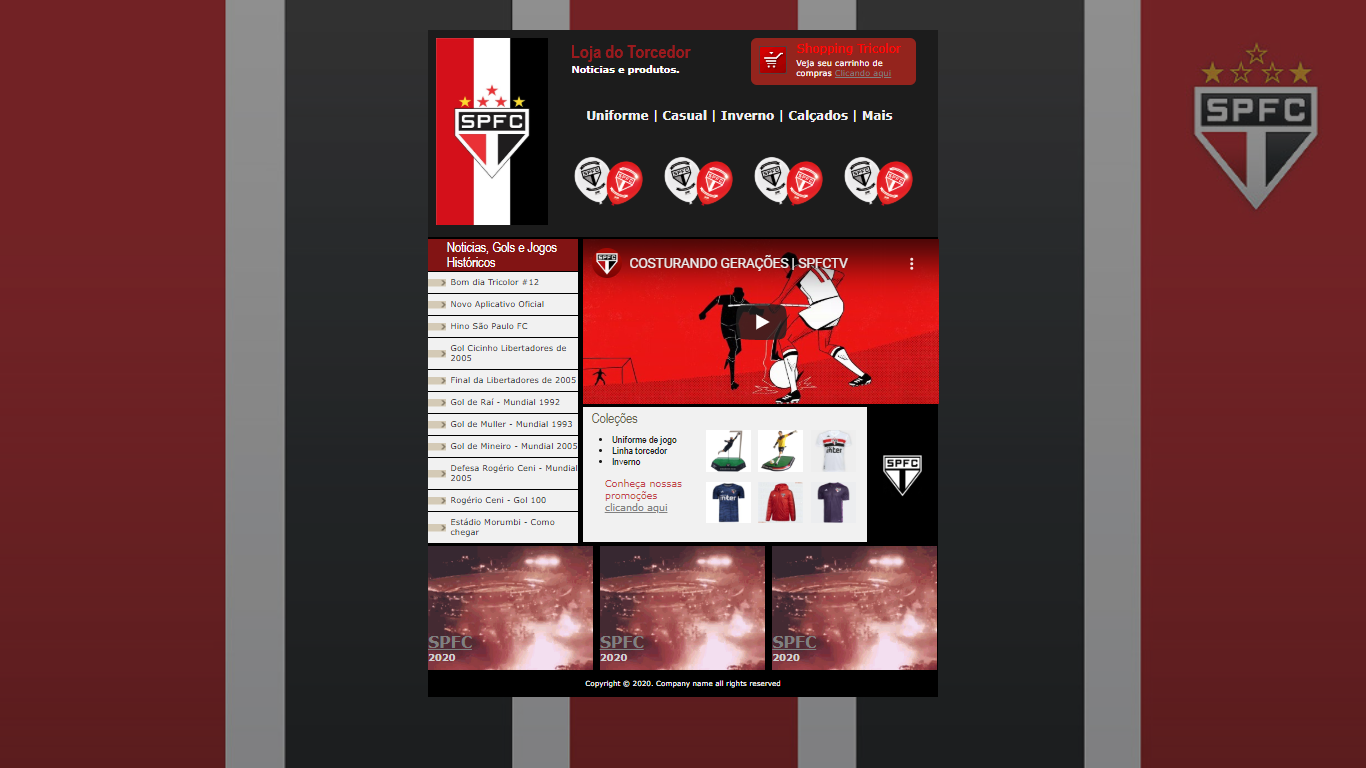 SPFC
Loja do Torcedor
Noticias e produtos.
Shopping Tricolor
Veja seu carrinho de
compras Clicando aqui
Uniforme | Casual | Inverno | Calçados | Mais
SPFC
Noticias, Gols e Jogos
Históricos
Bom dia Tricolor #12
Novo Aplicativo Oficial
Hino São Paulo FC
Gol Cicinho Libertadores de
2005
Final da Libertadores de 2005
Gol de Raí - Mundial 1992
Gol de Muller - Mundial 1993
Gol de Mineiro - Mundial 2005
Defesa Rogério Ceni - Mundial
2005
Rogério Ceni - Gol 100
Estádio Morumbi - Como
chegar
SPFC
COSTURANDO GERAÇÕES | SPFCTV
Coleções
Uniforme de jogo
Linha torcedor
Inverno
Conheça nossas
promoções
clicando aqui
inter
inter
SPFC
SPFC
2020
SPFC
2020
SPFC
2020
Copyright © 2020. Company name all rights reserved